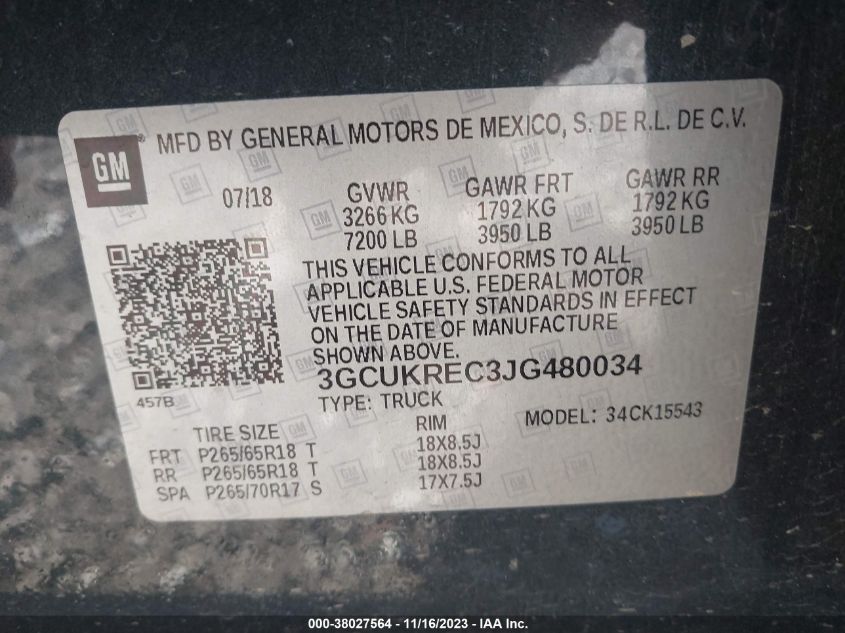 GM
® MFD BY GENERAL MOTORS DE MEXICO, S. DE R.L. DE C.V.
07/18
GVWR GAWR FRT GAWR RR
3266 KG 1792 KG 1792 KG
7200 LB 3950 LB 3950 LB
THIS VEHICLE CONFORMS TO ALL
APPLICABLE U.S. FEDERAL MOTOR
VEHICLE SAFETY STANDARDS IN EFFECT
ON THE DATE OF MANUFACTURE
SHOWN ABOVE.
3GCUKREC3JG480034
457B
TYPE: TRUCK MODEL: 34CK15543
TIRE SIZE RIM
FRT P265/65R18 T 18X8.5J
RR P265/65R18 T 18X8.5J
SPA P265/70R17 S 17X7.5J
000-38027564 - 11/16/2023 - IAA Inc.